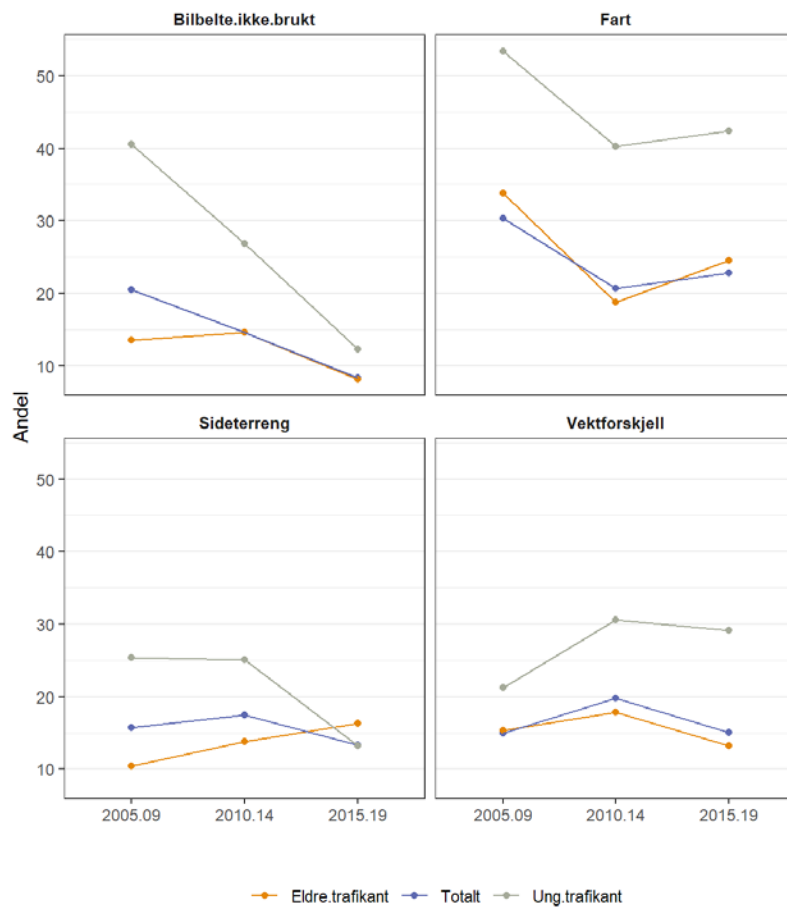 Bilbelte.ikke.brukt
Fart
50
40
30
20
10
Andel
Sideterreng
Vektforskjell
50
40
30
20
10
2005.09 2010.14 2015.19
2005.09 2010.14 2015.19
Eldre.trafikant Totalt Ung.trafikant